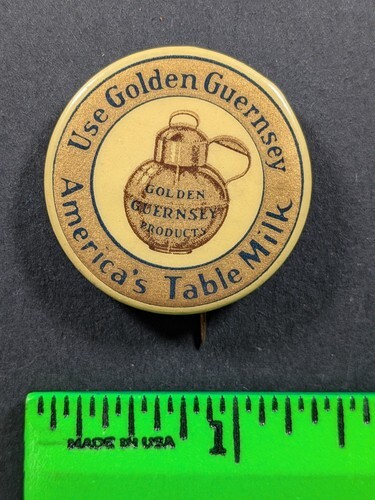 Use Golden Guernsey
GOLDEN
GUERNSEY
PRODUCTS
America's Table Milk
MADE IN USA
1